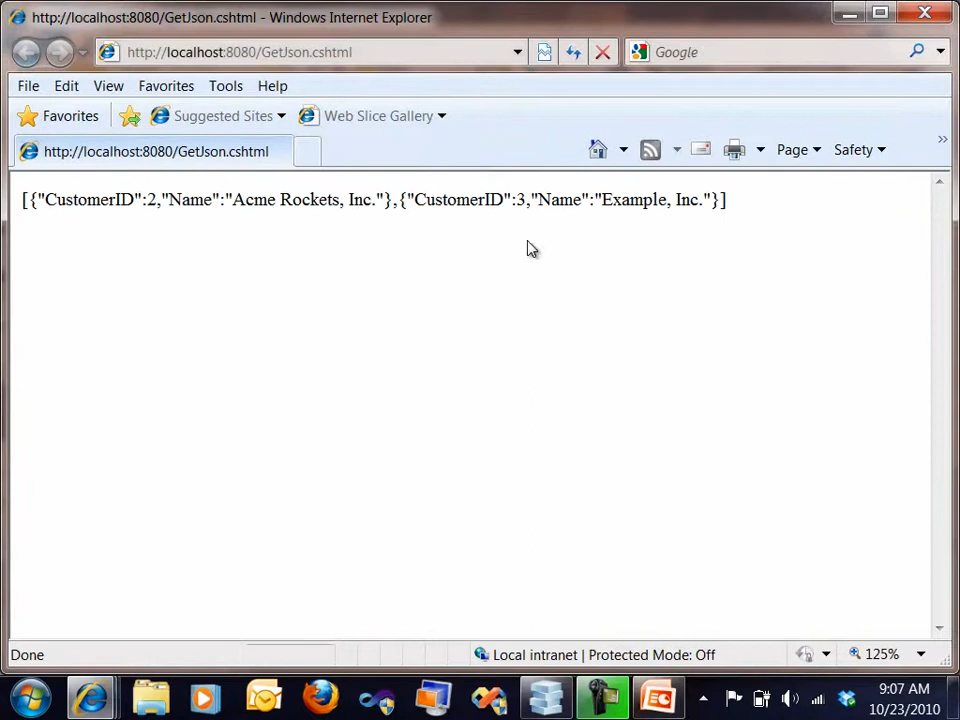 http://localhost:8080/GetJson.cshtml - Windows Internet Explorer
http://localhost:8080/GetJson.cshtml
Google
File Edit View Favorites Tools Help
Favorites Suggested Sites Web Slice Gallery
http://localhost:8080/GetJson.cshtml Page Safety »
[{"CustomerID":2,"Name":"Acme Rockets, Inc."},{"CustomerID":3,"Name":"Example, Inc."}]
Done Local intranet | Protected Mode: Off 125%
9:07 AM
10/23/2010